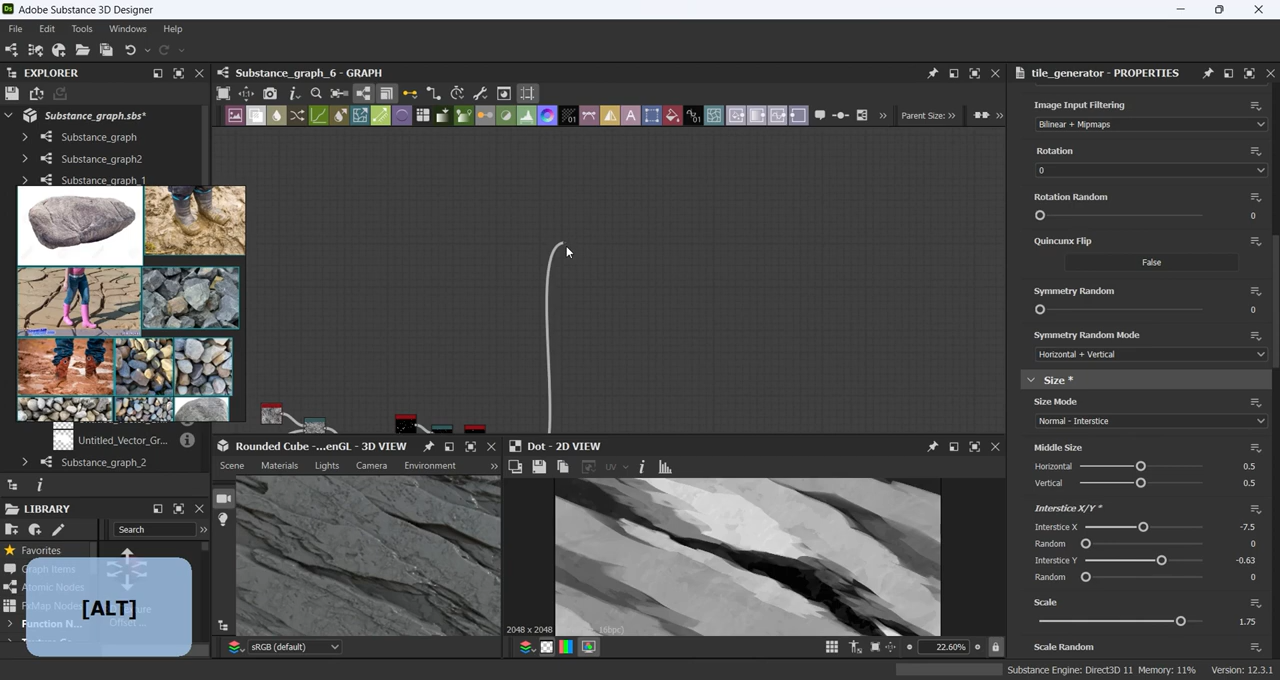 Ds Adobe Substance 3D Designer
File Edit Tools Windows Help
EXPLORER
Substance_graph_6 - GRAPH
tile_generator - PROPERTIES
Parent Size: >>
Substance_graph.sbs*
Substance_graph
Substance_graph2
Substance_graph_1
Untitled_Vector_Gr...
Substance_graph_2
LIBRARY
Search
Favorites
Graph Items
Atomic Nodes
FxMap Nodes
Function N...
[ALT]
Rounded Cube -...enGL - 3D VIEW
Scene Materials Lights Camera Environment
sRGB (default)
Dot - 2D VIEW
UV
2048 x 2048
22.60%
Image Input Filtering
Bilinear + Mipmaps
Rotation
0
Rotation Random
0
Quincunx Flip
False
Symmetry Random
0
Symmetry Random Mode
Horizontal + Vertical
Size *
Size Mode
Normal - Interstice
Middle Size
Horizontal 0.5
Vertical 0.5
Interstice X/Y *
Interstice X -7.5
Random 0
Interstice Y -0.63
Random 0
Scale
1.75
Scale Random
Substance Engine: Direct3D 11 Memory: 11% Version: 12.3.1